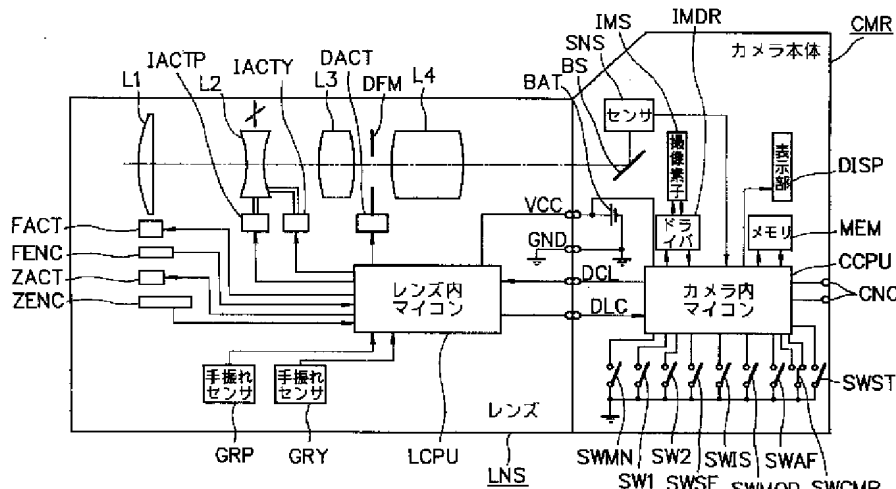 IMS
IMDR
SNS
CMR
IACTP
DACT
BS
カメラ本体
L2
IACTY
L3
DFM
BAT
L1
L4
センサ
撮像素子
表示部
DISP
VCC
FACT
ドライバ
メモリ
MEM
GND
FENC
CCPU
ZACT
DCL
レンズ内
マイコン
カメラ内
マイコン
ZENC
DLC
CNC
手振れ
センサ
手振れ
センサ
SWST
レンズ
GRP
GRY
LCPU
LNS
SWMN
SW2
SWIS
SWAF
SW1
SWSE
SWMOD
SWCMR